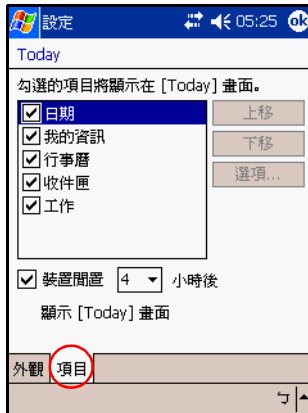 設定 05:25 ok
Today
勾選的項目將顯示在 [Today] 畫面。
日期
我的資訊
行事曆
收件匣
工作
上移
下移
選項...
裝置閒置 4 小時後
顯示 [Today] 畫面
外觀 項目
ㄅ